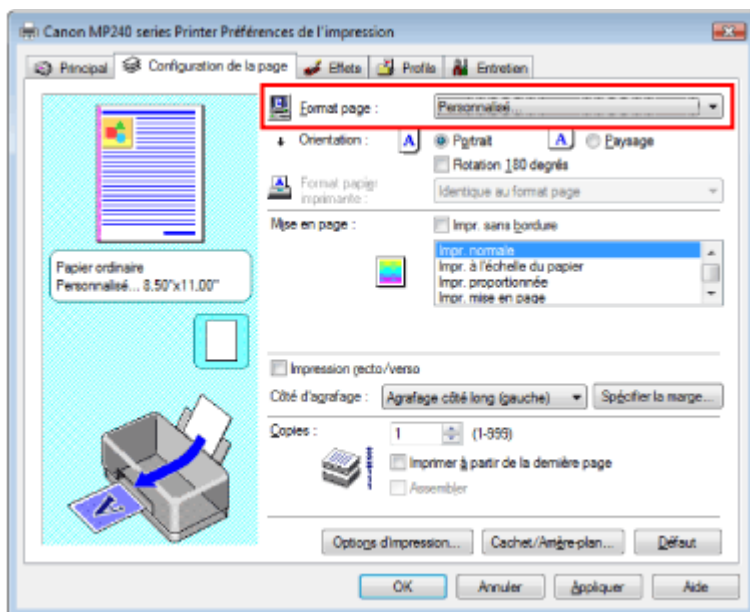 Canon MP240 series Printer Préférences de l'impression
Principal Configuration de la page Effets Profils Entretien
Format page : Personnalisé...
Orientation : A Portrait A Paysage
Rotation 180 degrés
Format papier imprimante : Identique au format page
Mise en page : Impr. sans bordure
Impr. normale
Impr. à l'échelle du papier
Impr. proportionnée
Impr. mise en page
Papier ordinaire
Personnalisé... 8.50"x11.00"
Impression recto/verso
Côté d'agrafage : Agrafage côté long (gauche) Spécifier la marge...
Copies : 1 (1-999)
Imprimer à partir de la dernière page
Assembler
Options d'impression... Cachet/Arrière-plan... Défaut
OK Annuler Appliquer Aide